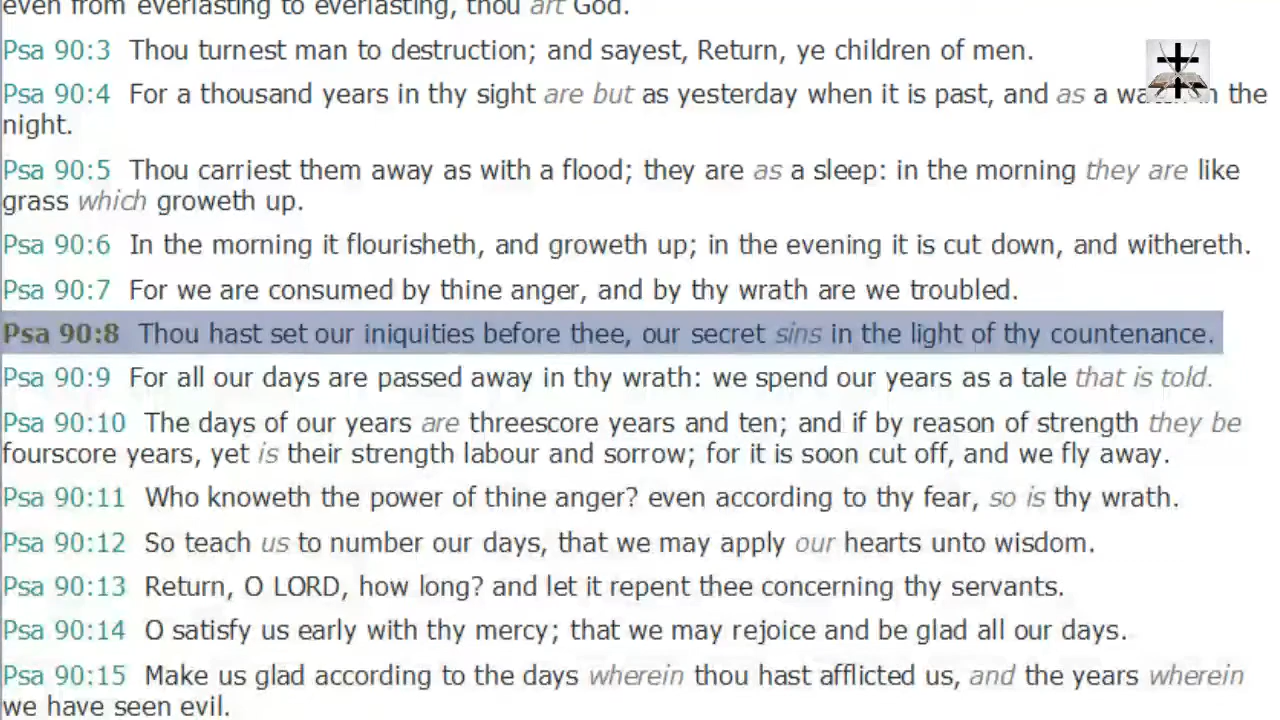 even from everlasting to everlasting, thou art God.
Psa 90:3 Thou turnest man to destruction; and sayest, Return, ye children of men.
Psa 90:4 For a thousand years in thy sight are but as yesterday when it is past, and as a in the
night.
Psa 90:5 Thou carriest them away as with a flood; they are as a sleep: in the morning they are like
grass which groweth up.
Psa 90:6 In the morning it flourisheth, and groweth up; in the evening it is cut down, and withereth.
Psa 90:7 For we are consumed by thine anger, and by thy wrath are we troubled.
Psa 90:8 Thou hast set our iniquities before thee, our secret sins in the light of thy countenance.
Psa 90:9 For all our days are passed away in thy wrath: we spend our years as a tale that is told.
Psa 90:10 The days of our years are threescore years and ten; and if by reason of strength they be
fourscore years, yet is their strength labour and sorrow; for it is soon cut off, and we fly away.
Psa 90:11 Who knoweth the power of thine anger? even according to thy fear, so is thy wrath.
Psa 90:12 So teach us to number our days, that we may apply our hearts unto wisdom.
Psa 90:13 Return, O LORD, how long? and let it repent thee concerning thy servants.
Psa 90:14 O satisfy us early with thy mercy; that we may rejoice and be glad all our days.
Psa 90:15 Make us glad according to the days wherein thou hast afflicted us, and the years wherein
we have seen evil.